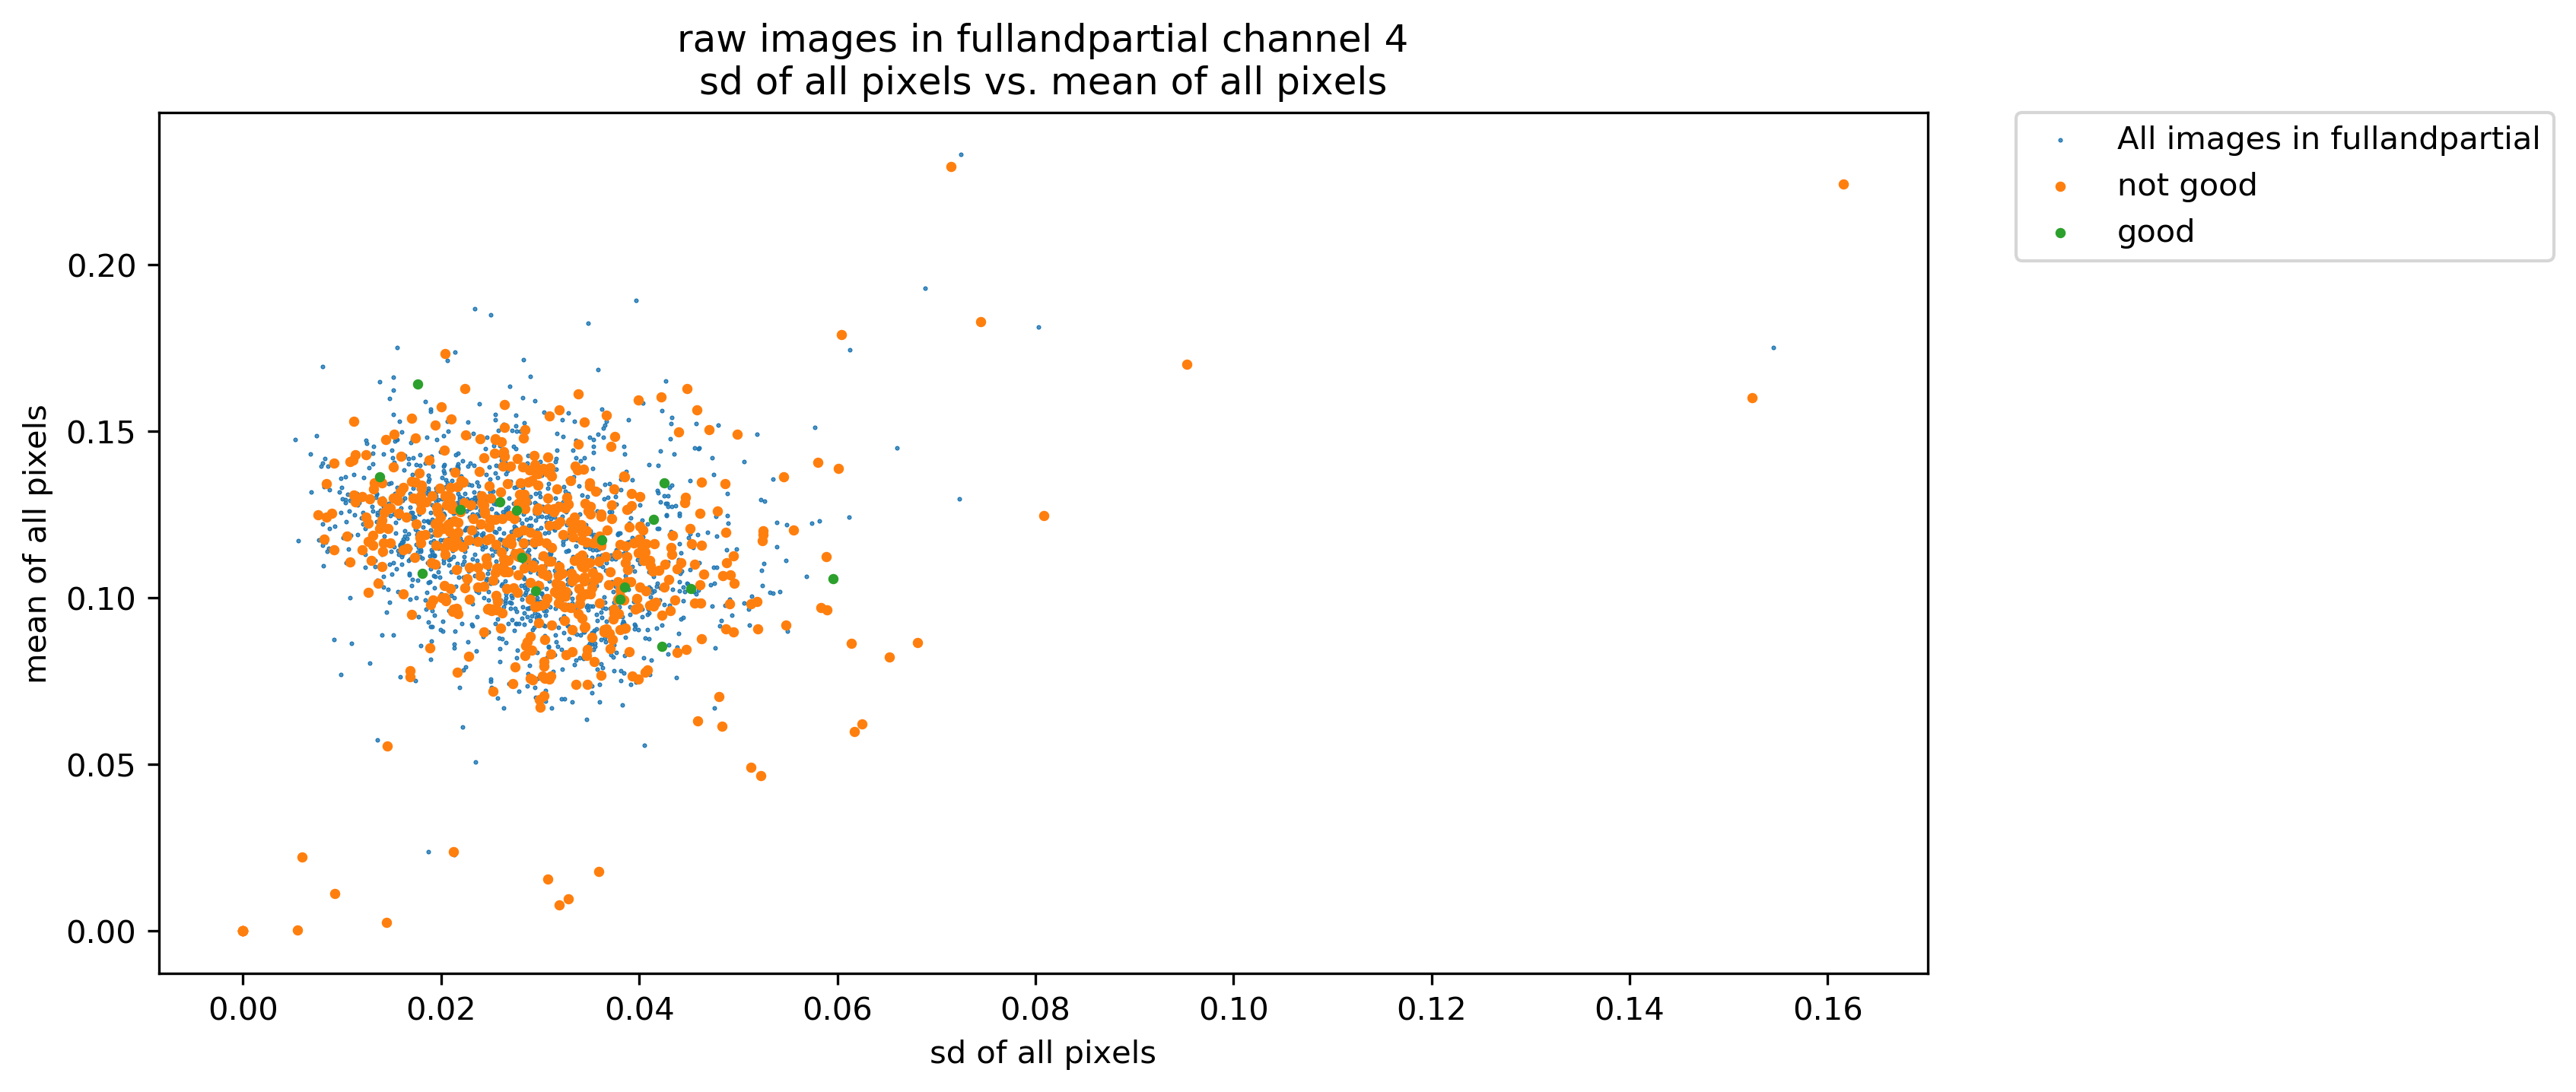 raw images in fullandpartial channel 4
sd of all pixels vs. mean of all pixels
All images in fullandpartial
not good
good
mean of all pixels
0.20
0.15
0.10
0.05
0.00
0.00 0.02 0.04 0.06 0.08 0.10 0.12 0.14 0.16
sd of all pixels